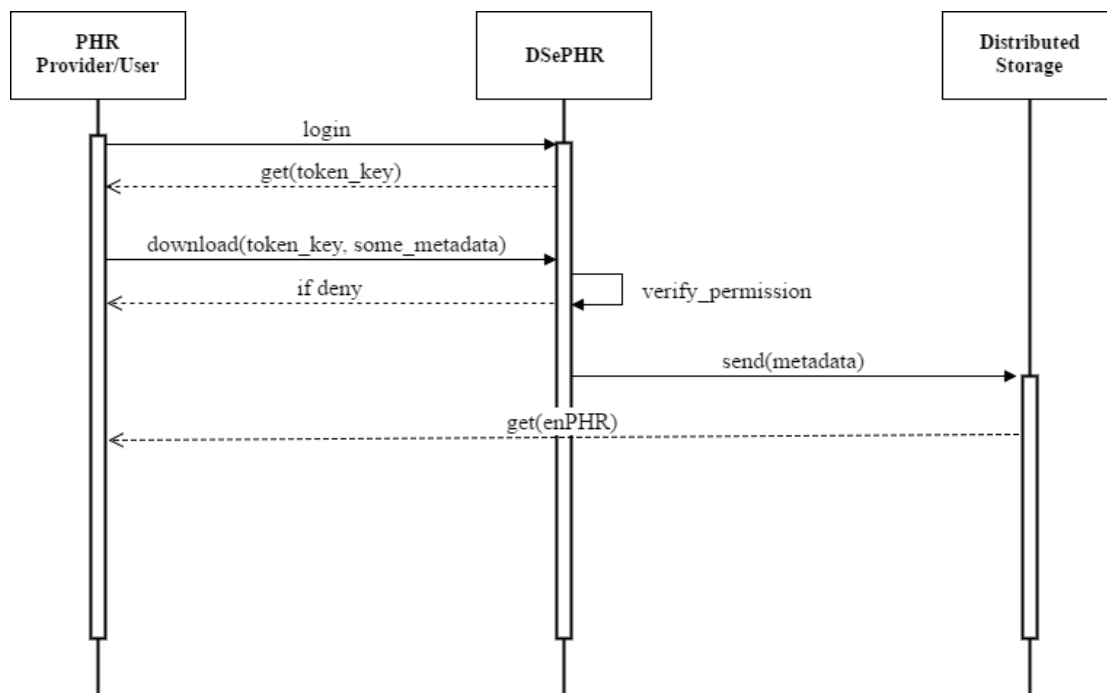 PHR
Provider/User
DSePHR
Distributed
Storage
login
get(token_key)
download(token_key, some_metadata)
if deny
verify_permission
send(metadata)
get(enPHR)